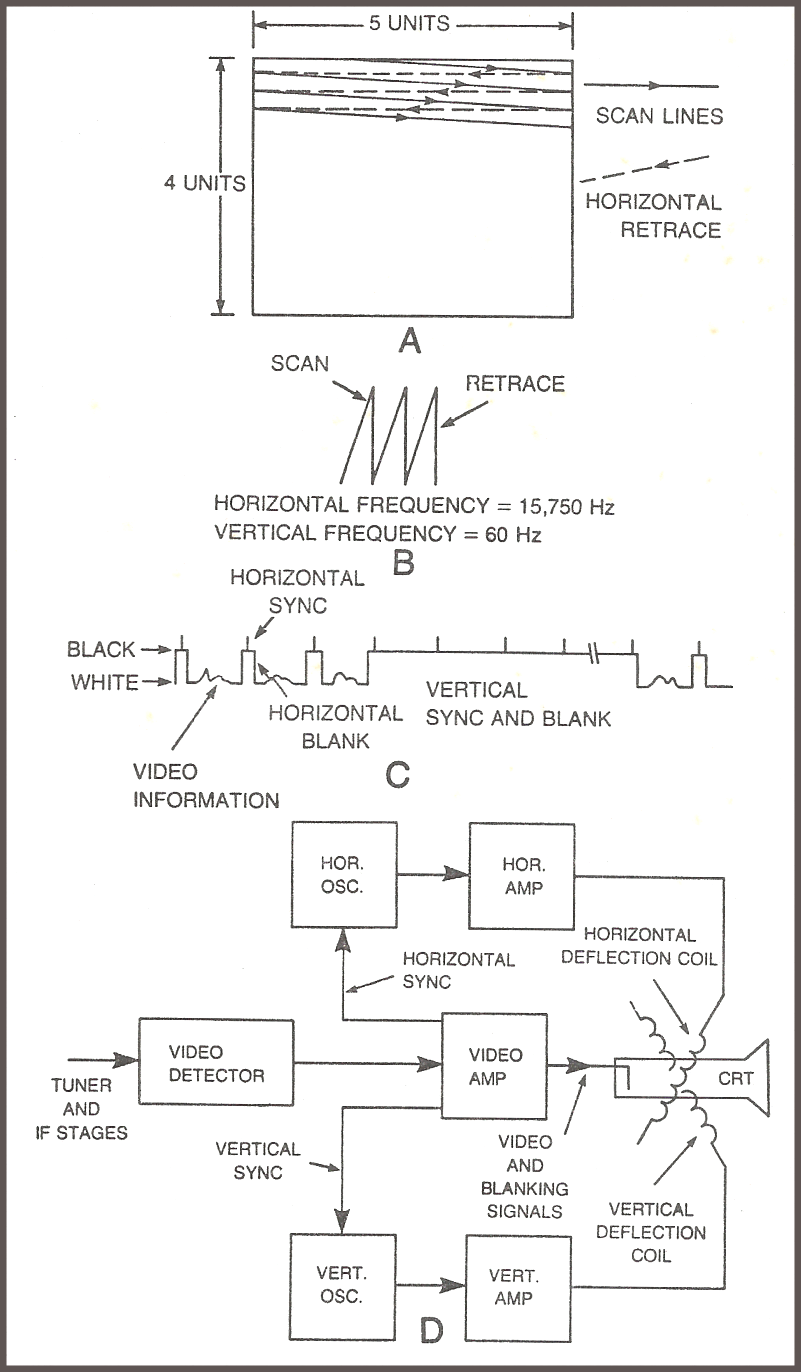 5 UNITS
SCAN LINES
4 UNITS
HORIZONTAL
RETRACE
A
SCAN
RETRACE
HORIZONTAL FREQUENCY = 15,750 Hz
VERTICAL FREQUENCY = 60 Hz
B
HORIZONTAL
SYNC
BLACK
WHITE
VERTICAL
SYNC AND BLANK
HORIZONTAL
BLANK
VIDEO
INFORMATION
C
HOR.
OSC.
HOR.
AMP
HORIZONTAL
DEFLECTION COIL
HORIZONTAL
SYNC
VIDEO
DETECTOR
VIDEO
AMP
CRT
TUNER
AND
IF STAGES
VERTICAL
SYNC
VIDEO
AND
BLANKING
SIGNALS
VERTICAL
DEFLECTION
COIL
VERT.
OSC.
VERT.
AMP
D